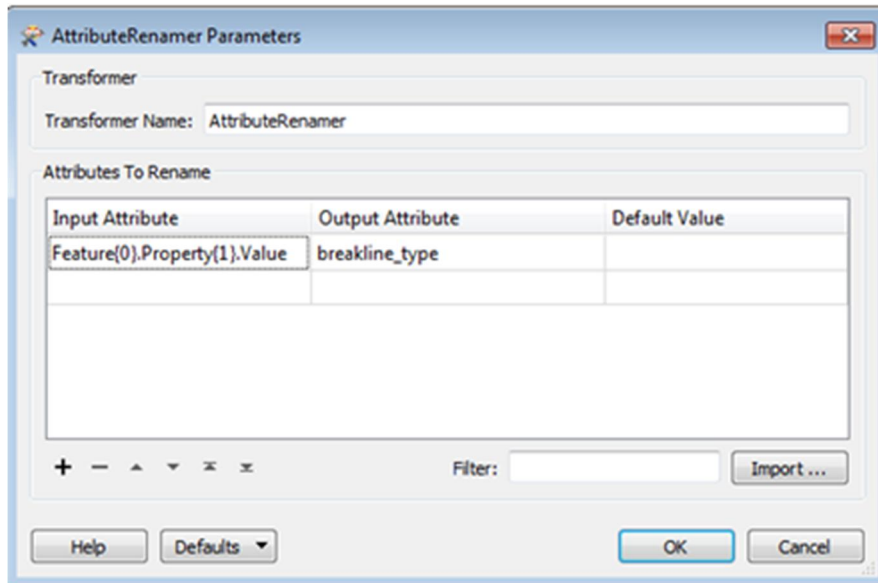 AttributeRenamer Parameters
Transformer
Transformer Name: AttributeRenamer
Attributes To Rename
Input Attribute Output Attribute Default Value
Feature{0}.Property{1}.Value breakline_type
Filter: Import ...
Help Defaults OK Cancel